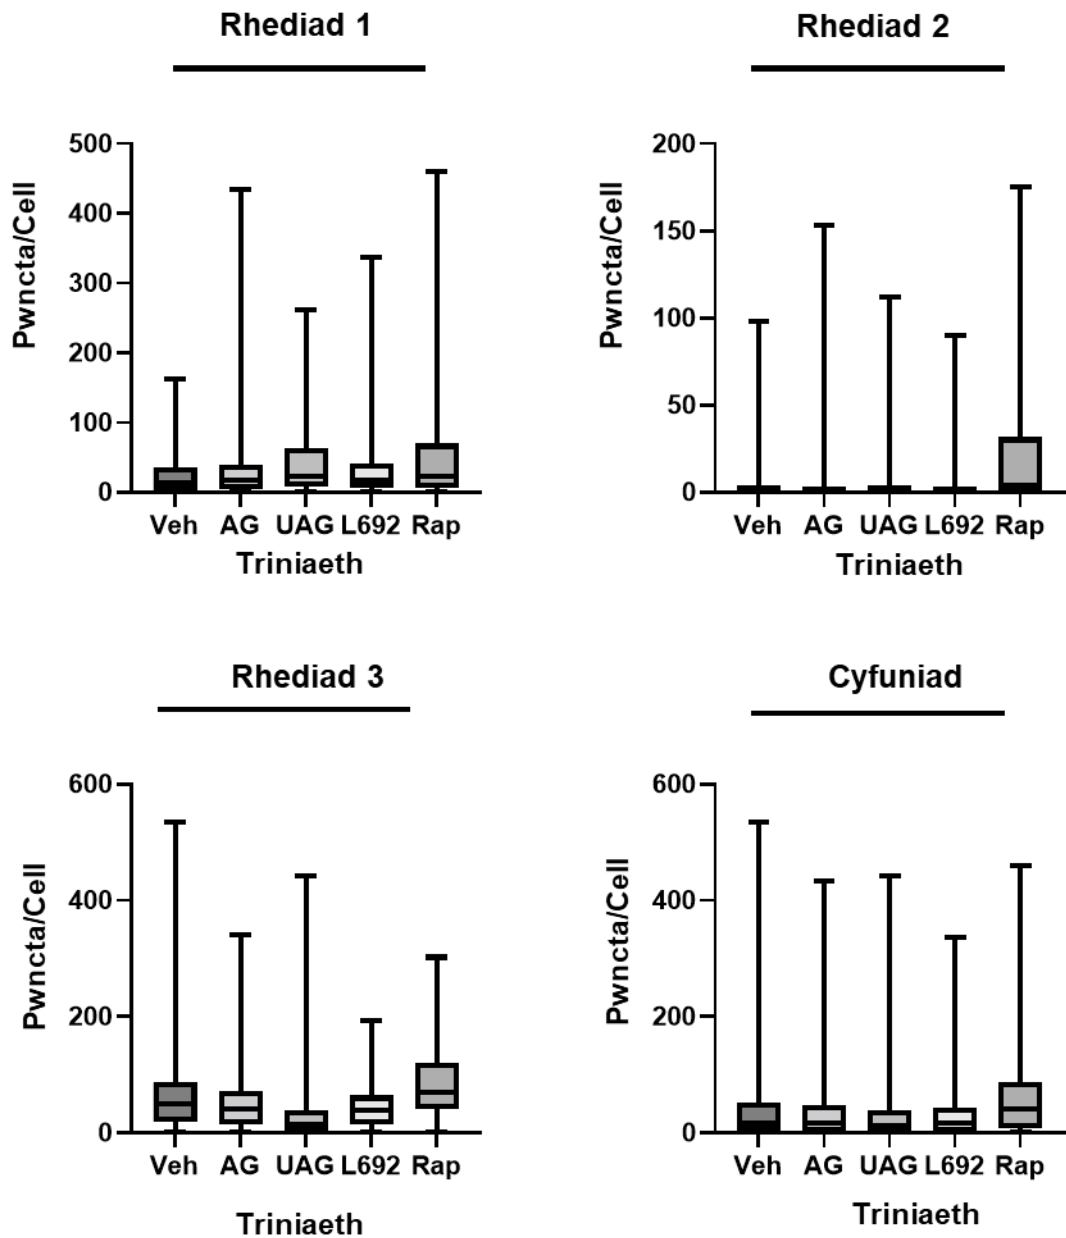 Rhediad 1
Pwncta/Cell
500
400
300
200
100
0
Veh AG UAG L692 Rap
Triniaeth
Rhediad 2
Pwncta/Cell
200
150
100
50
0
Veh AG UAG L692 Rap
Triniaeth
Rhediad 3
Pwncta/Cell
600
400
200
0
Veh AG UAG L692 Rap
Triniaeth
Cyfuniad
Pwncta/Cell
600
400
200
0
Veh AG UAG L692 Rap
Triniaeth